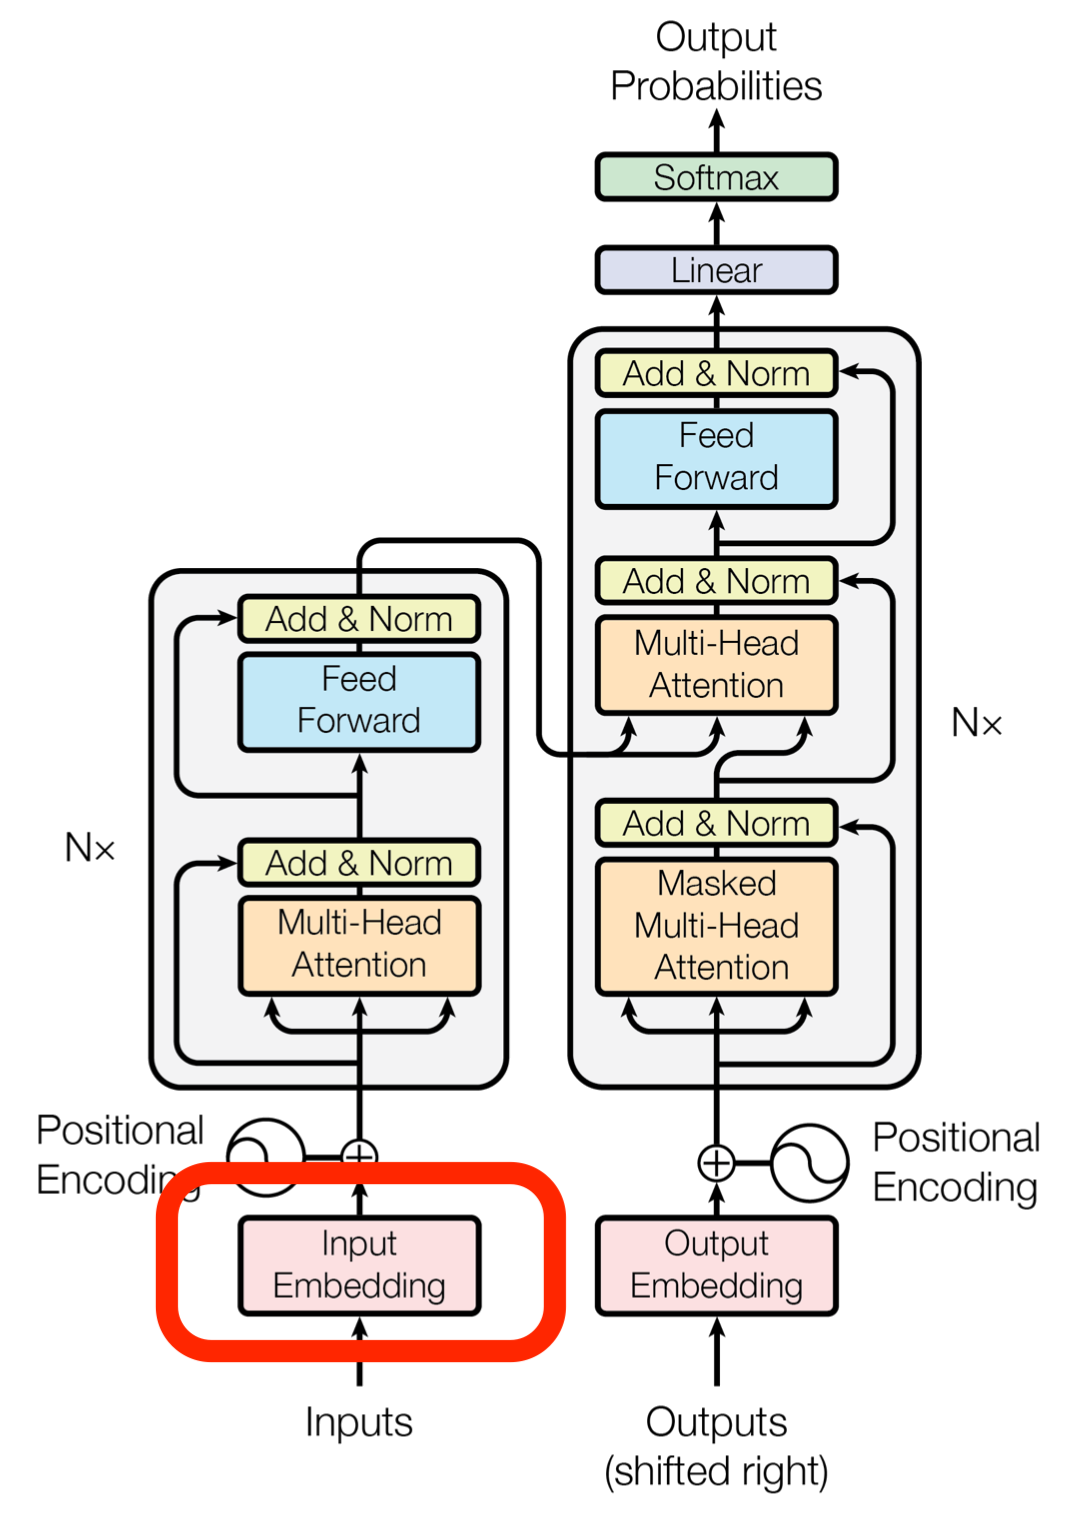 Output
Probabilities
Softmax
Linear
Add & Norm
Feed
Forward
Add & Norm
Multi-Head
Attention
Add & Norm
Masked
Multi-Head
Attention
Nx
Add & Norm
Feed
Forward
Add & Norm
Multi-Head
Attention
Nx
Positional
Encoding
Positional
Encoding
Input
Embedding
Output
Embedding
Inputs
Outputs
(shifted right)